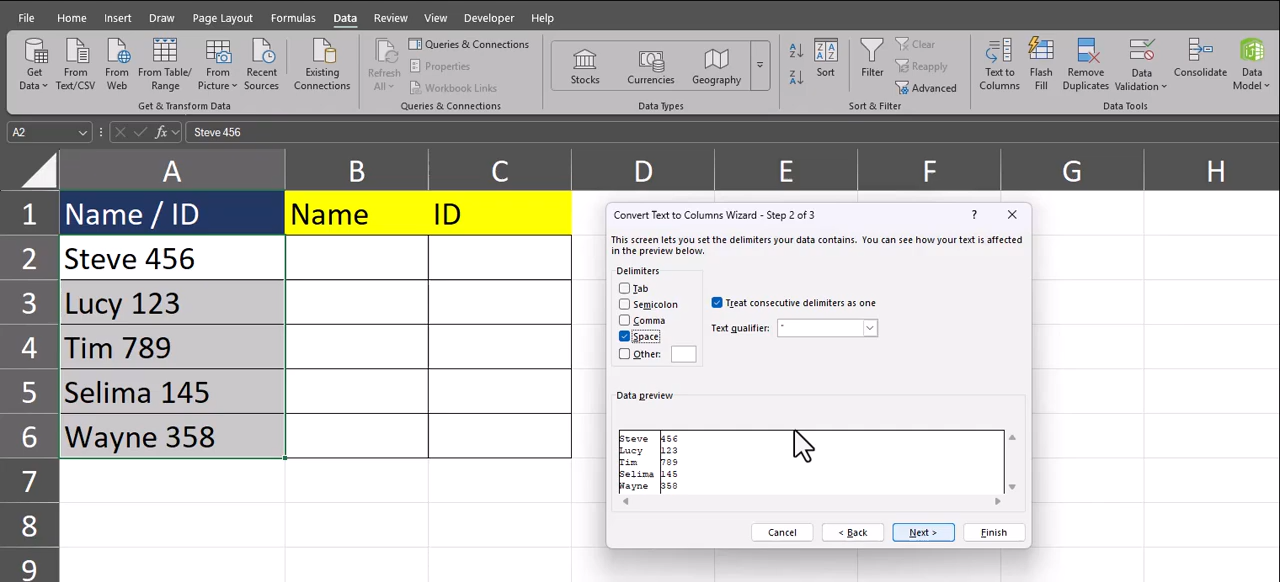 File Home Insert Draw Page Layout Formulas Data Review View Developer Help
Get Data From Text/CSV From Web From Table/ Range From Picture Recent Sources Existing Connections
Get & Transform Data
Refresh All Queries & Connections
Properties
Workbook Links
Queries & Connections
Stocks Currencies Geography
Data Types
A Z Z A Z A A Z Sort
Filter Clear
Reapply
Advanced
Sort & Filter
Text to Columns Flash Fill Remove Duplicates Data Validation Consolidate Data Model
Data Tools
A2 fx Steve 456
A B C D E F G H
1 Name / ID Name ID
2 Steve 456
3 Lucy 123
4 Tim 789
5 Selima 145
6 Wayne 358
7
8
9
Convert Text to Columns Wizard - Step 2 of 3 ?
This screen lets you set the delimiters your data contains. You can see how your text is affected
in the preview below.
Delimiters
Tab
Semicolon
Comma
Space
Other:
Treat consecutive delimiters as one
Text qualifier: "
Data preview
Steve 456
Lucy 123
Tim 789
Selima 145
Wayne 358
Cancel < Back Next > Finish